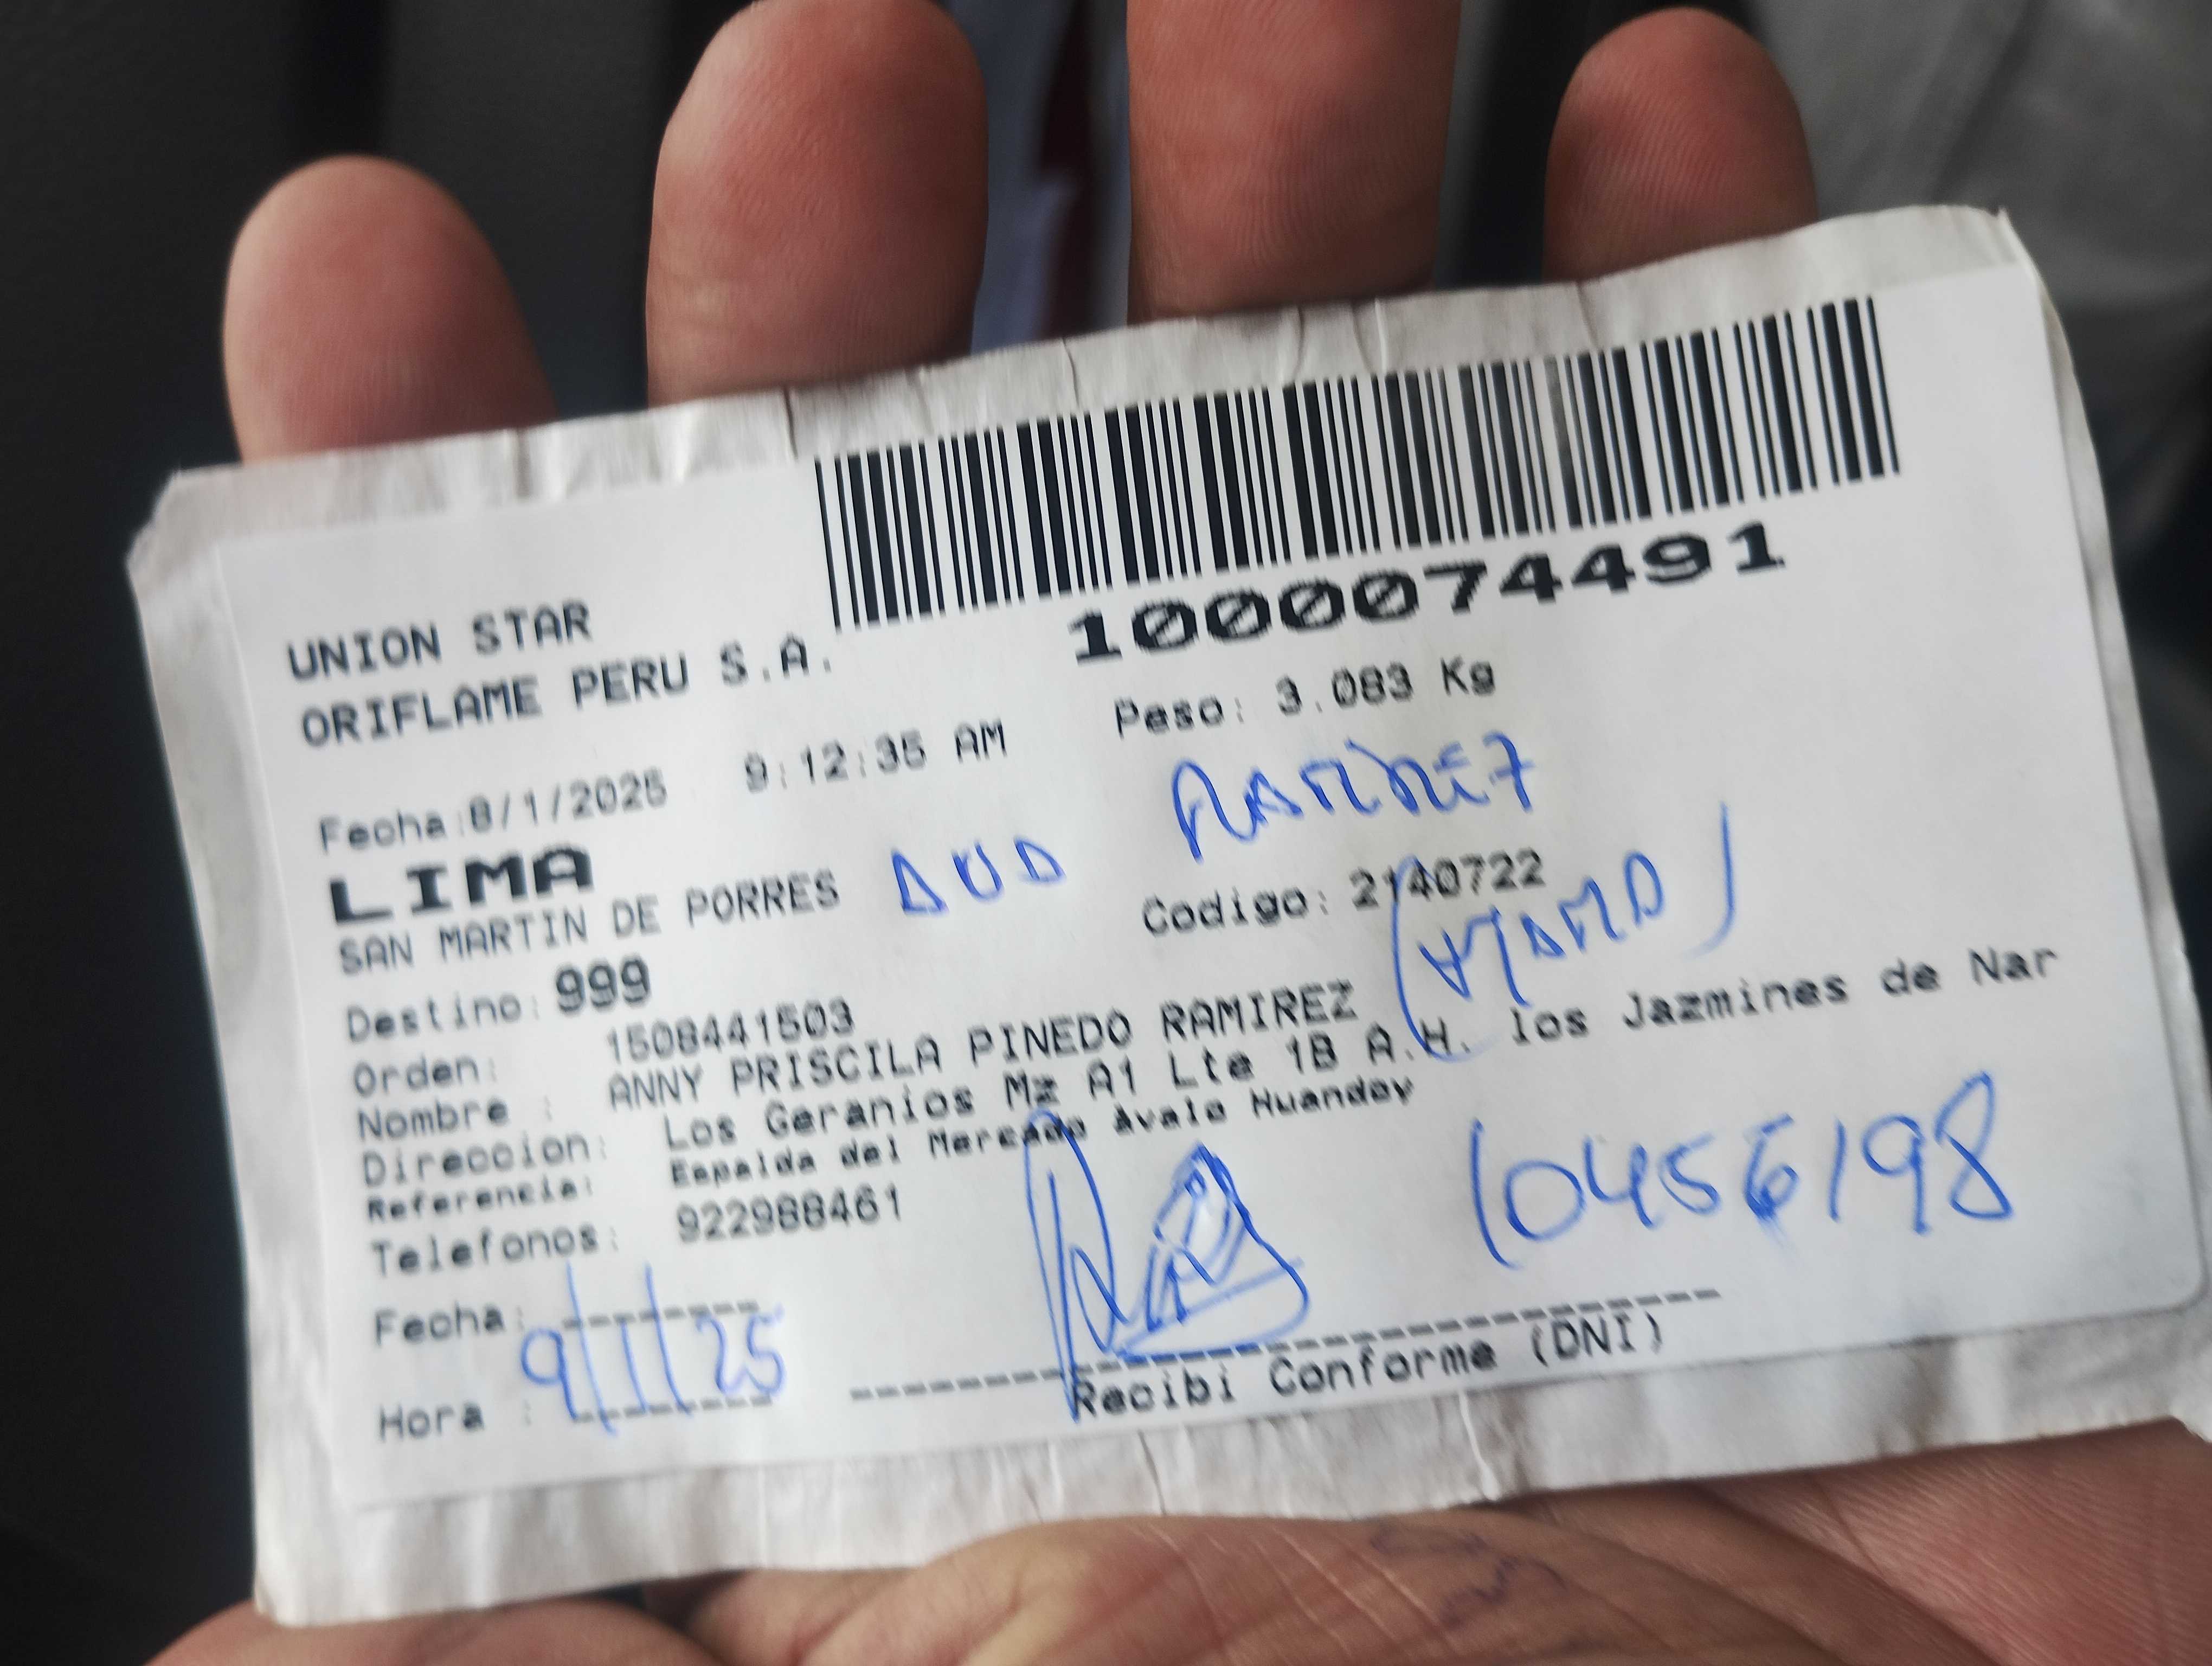 1000074491
UNION STAR
ORIFLAME PERU S.A.
Peso: 3.083 Kg
Fecha:8/1/2025 9:12:35 AM
RAMIREZ
LIMA
SAN MARTIN DE PORRES
Codigo: 2140722
Destino: 999
Orden: 1508441503
Nombre : ANNY PRISCILA PINEDO RAMIREZ
Direccion: Los Geranios Mz A1 Lte 1B A.H. los Jazmines de Nar
Referencia: Espalda del Mercado Avalo Huandoy
Telefonos: 922988461
10456198
Fecha:
9/1/25
Hora :
Recibi Conforme (DNI)